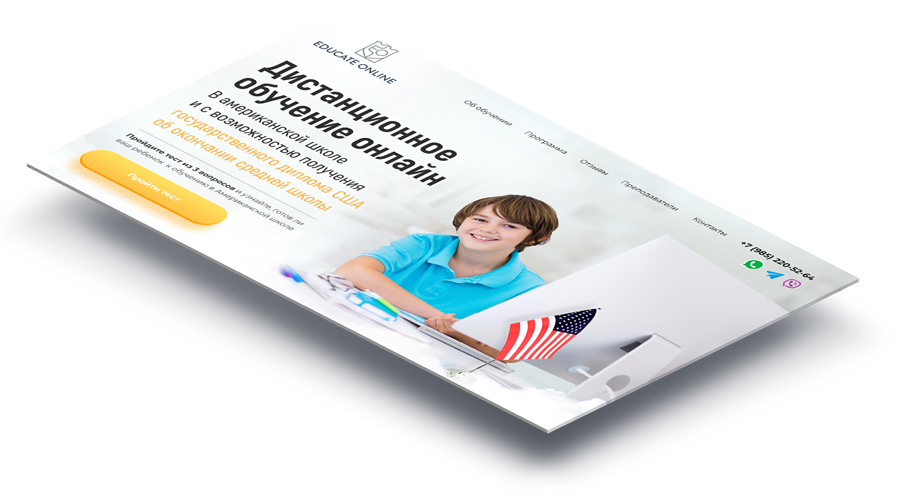 EDUCATE ONLINE
Об обучении
Программа
Отзывы
Преподаватели
Контакты
+7 (985) 220-52-64
Дистанционное
обучение онлайн
В американской школе
и с возможностью получения
государственного диплома США
об окончании средней школы
Пройдите тест из 3 вопросов и узнайте, готов ли
ваш ребенок к обучению в Американской школе
Пройти тест